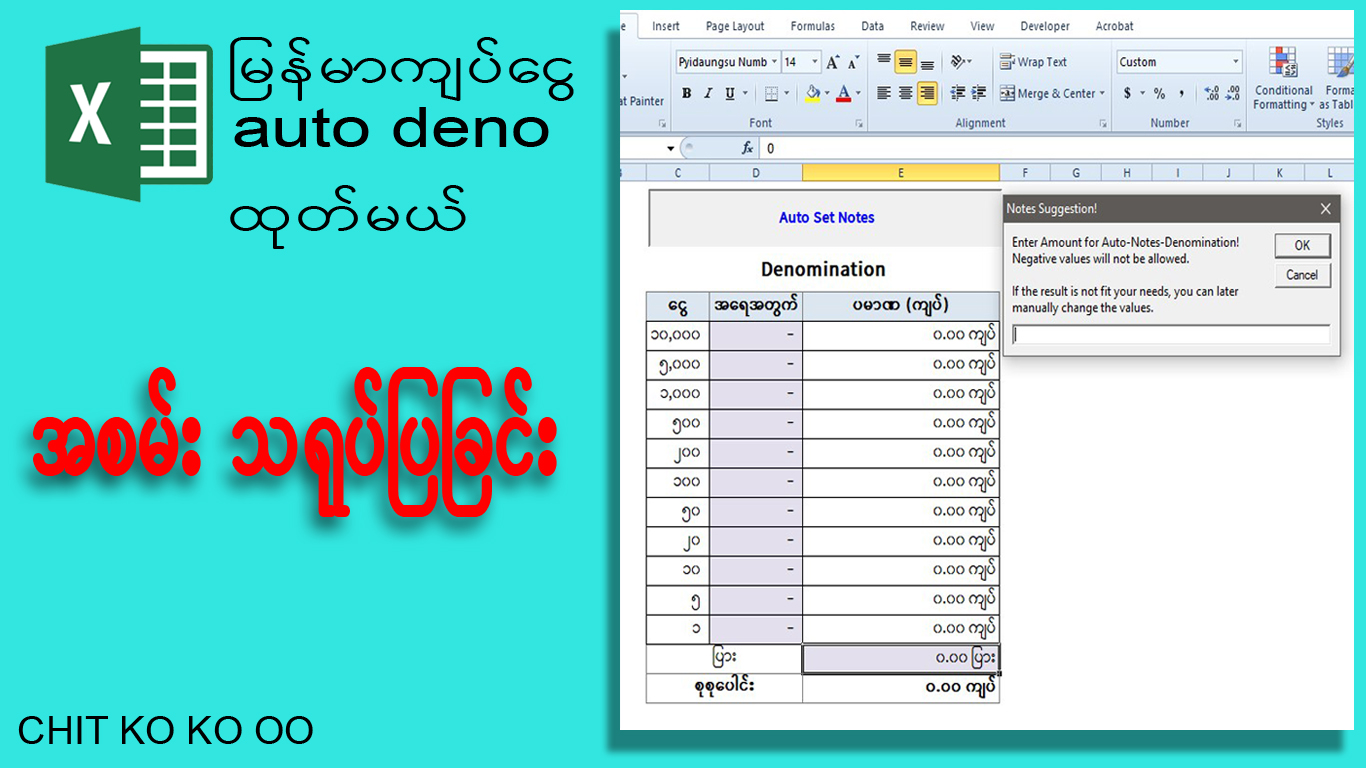 X
မြန်မာကျပ်ငွေ
auto deno
ထုတ်မယ်
အစမ်း သရုပ်ပြခြင်း
CHIT KO KO OO
e Insert Page Layout Formulas Data Review View Developer Acrobat
Pyidaungsu Numb 14 A A Wrap Text Custom
at Painter B I U A Merge & Center $ % , .00 Conditional Formatting Forma as Tabl
Font Alignment Number Styles
fx 0
C D E F G H I J K L
Auto Set Notes
Denomination
ငွေ အရေအတွက် ပမာဏ (ကျပ်)
၁၀,၀၀၀ - ၀.၀၀ ကျပ်
၅,၀၀၀ - ၀.၀၀ ကျပ်
၁,၀၀၀ - ၀.၀၀ ကျပ်
၅၀၀ - ၀.၀၀ ကျပ်
၂၀၀ - ၀.၀၀ ကျပ်
၁၀၀ - ၀.၀၀ ကျပ်
၅၀ - ၀.၀၀ ကျပ်
၂၀ - ၀.၀၀ ကျပ်
၁၀ - ၀.၀၀ ကျပ်
၅ - ၀.၀၀ ကျပ်
၁ - ၀.၀၀ ကျပ်
ပြား ၀.၀၀ ပြား
စုစုပေါင်း ၀.၀၀ ကျပ်
Notes Suggestion!
Enter Amount for Auto-Notes-Denomination!
Negative values will not be allowed.
If the result is not fit your needs, you can later
manually change the values.
OK
Cancel